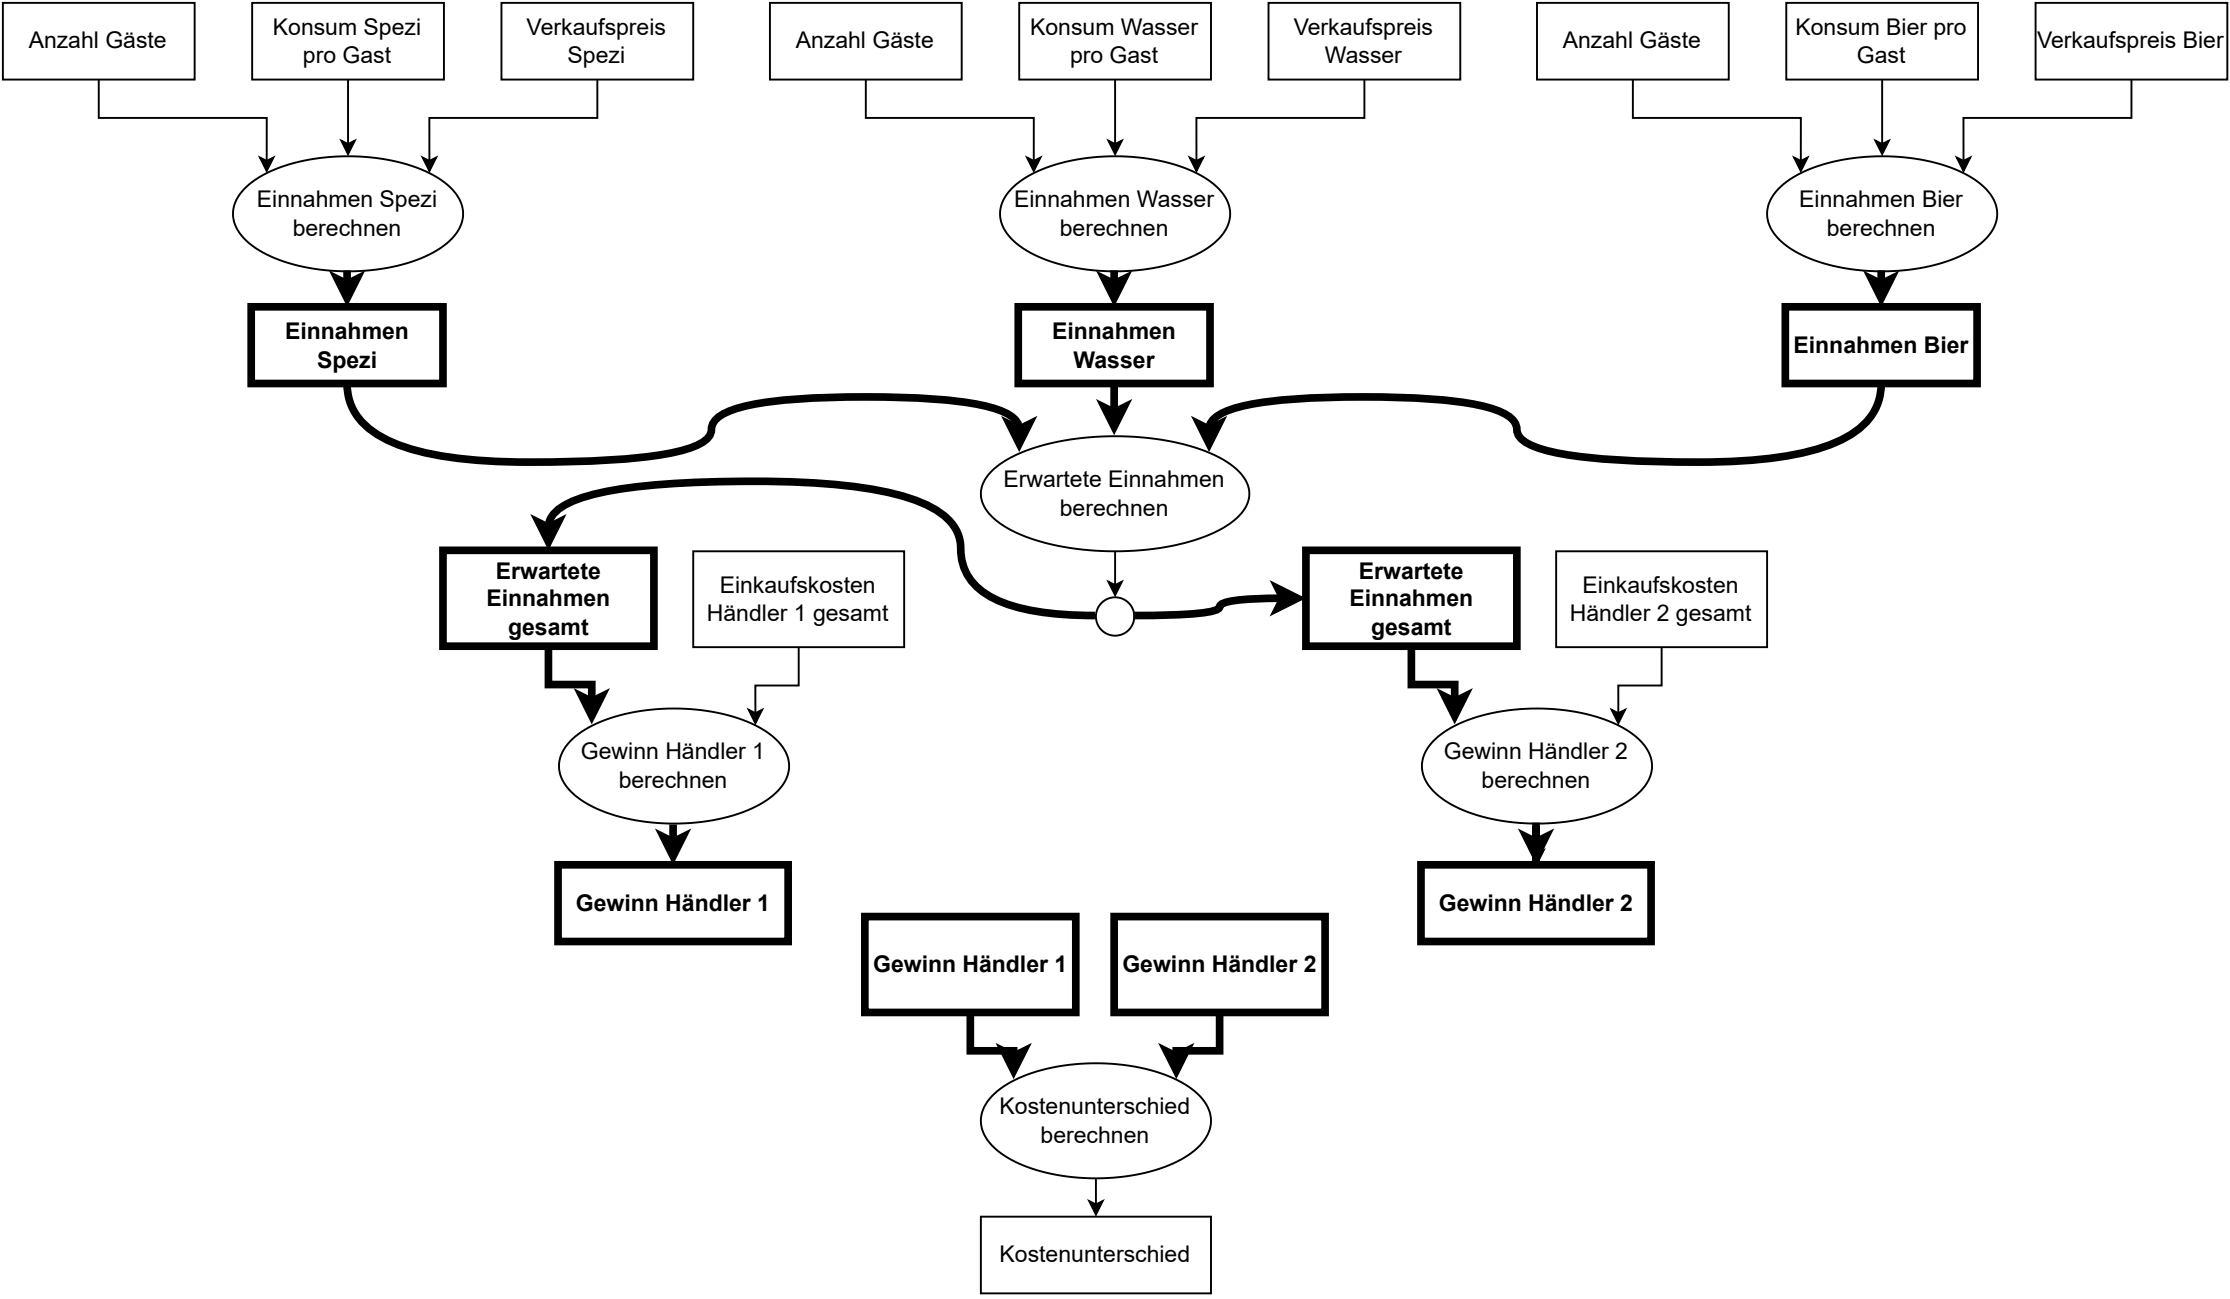 Anzahl Gäste
Konsum Spezi
pro Gast
Verkaufspreis
Spezi
Anzahl Gäste
Konsum Wasser
pro Gast
Verkaufspreis
Wasser
Anzahl Gäste
Konsum Bier pro
Gast
Verkaufspreis Bier
Einnahmen Spezi
berechnen
Einnahmen Wasser
berechnen
Einnahmen Bier
berechnen
Einnahmen
Spezi
Einnahmen
Wasser
Einnahmen Bier
Erwartete Einnahmen
berechnen
Erwartete
Einnahmen
gesamt
Einkaufskosten
Händler 1 gesamt
Erwartete
Einnahmen
gesamt
Einkaufskosten
Händler 2 gesamt
Gewinn Händler 1
berechnen
Gewinn Händler 2
berechnen
Gewinn Händler 1
Gewinn Händler 2
Gewinn Händler 1
Gewinn Händler 2
Kostenunterschied
berechnen
Kostenunterschied